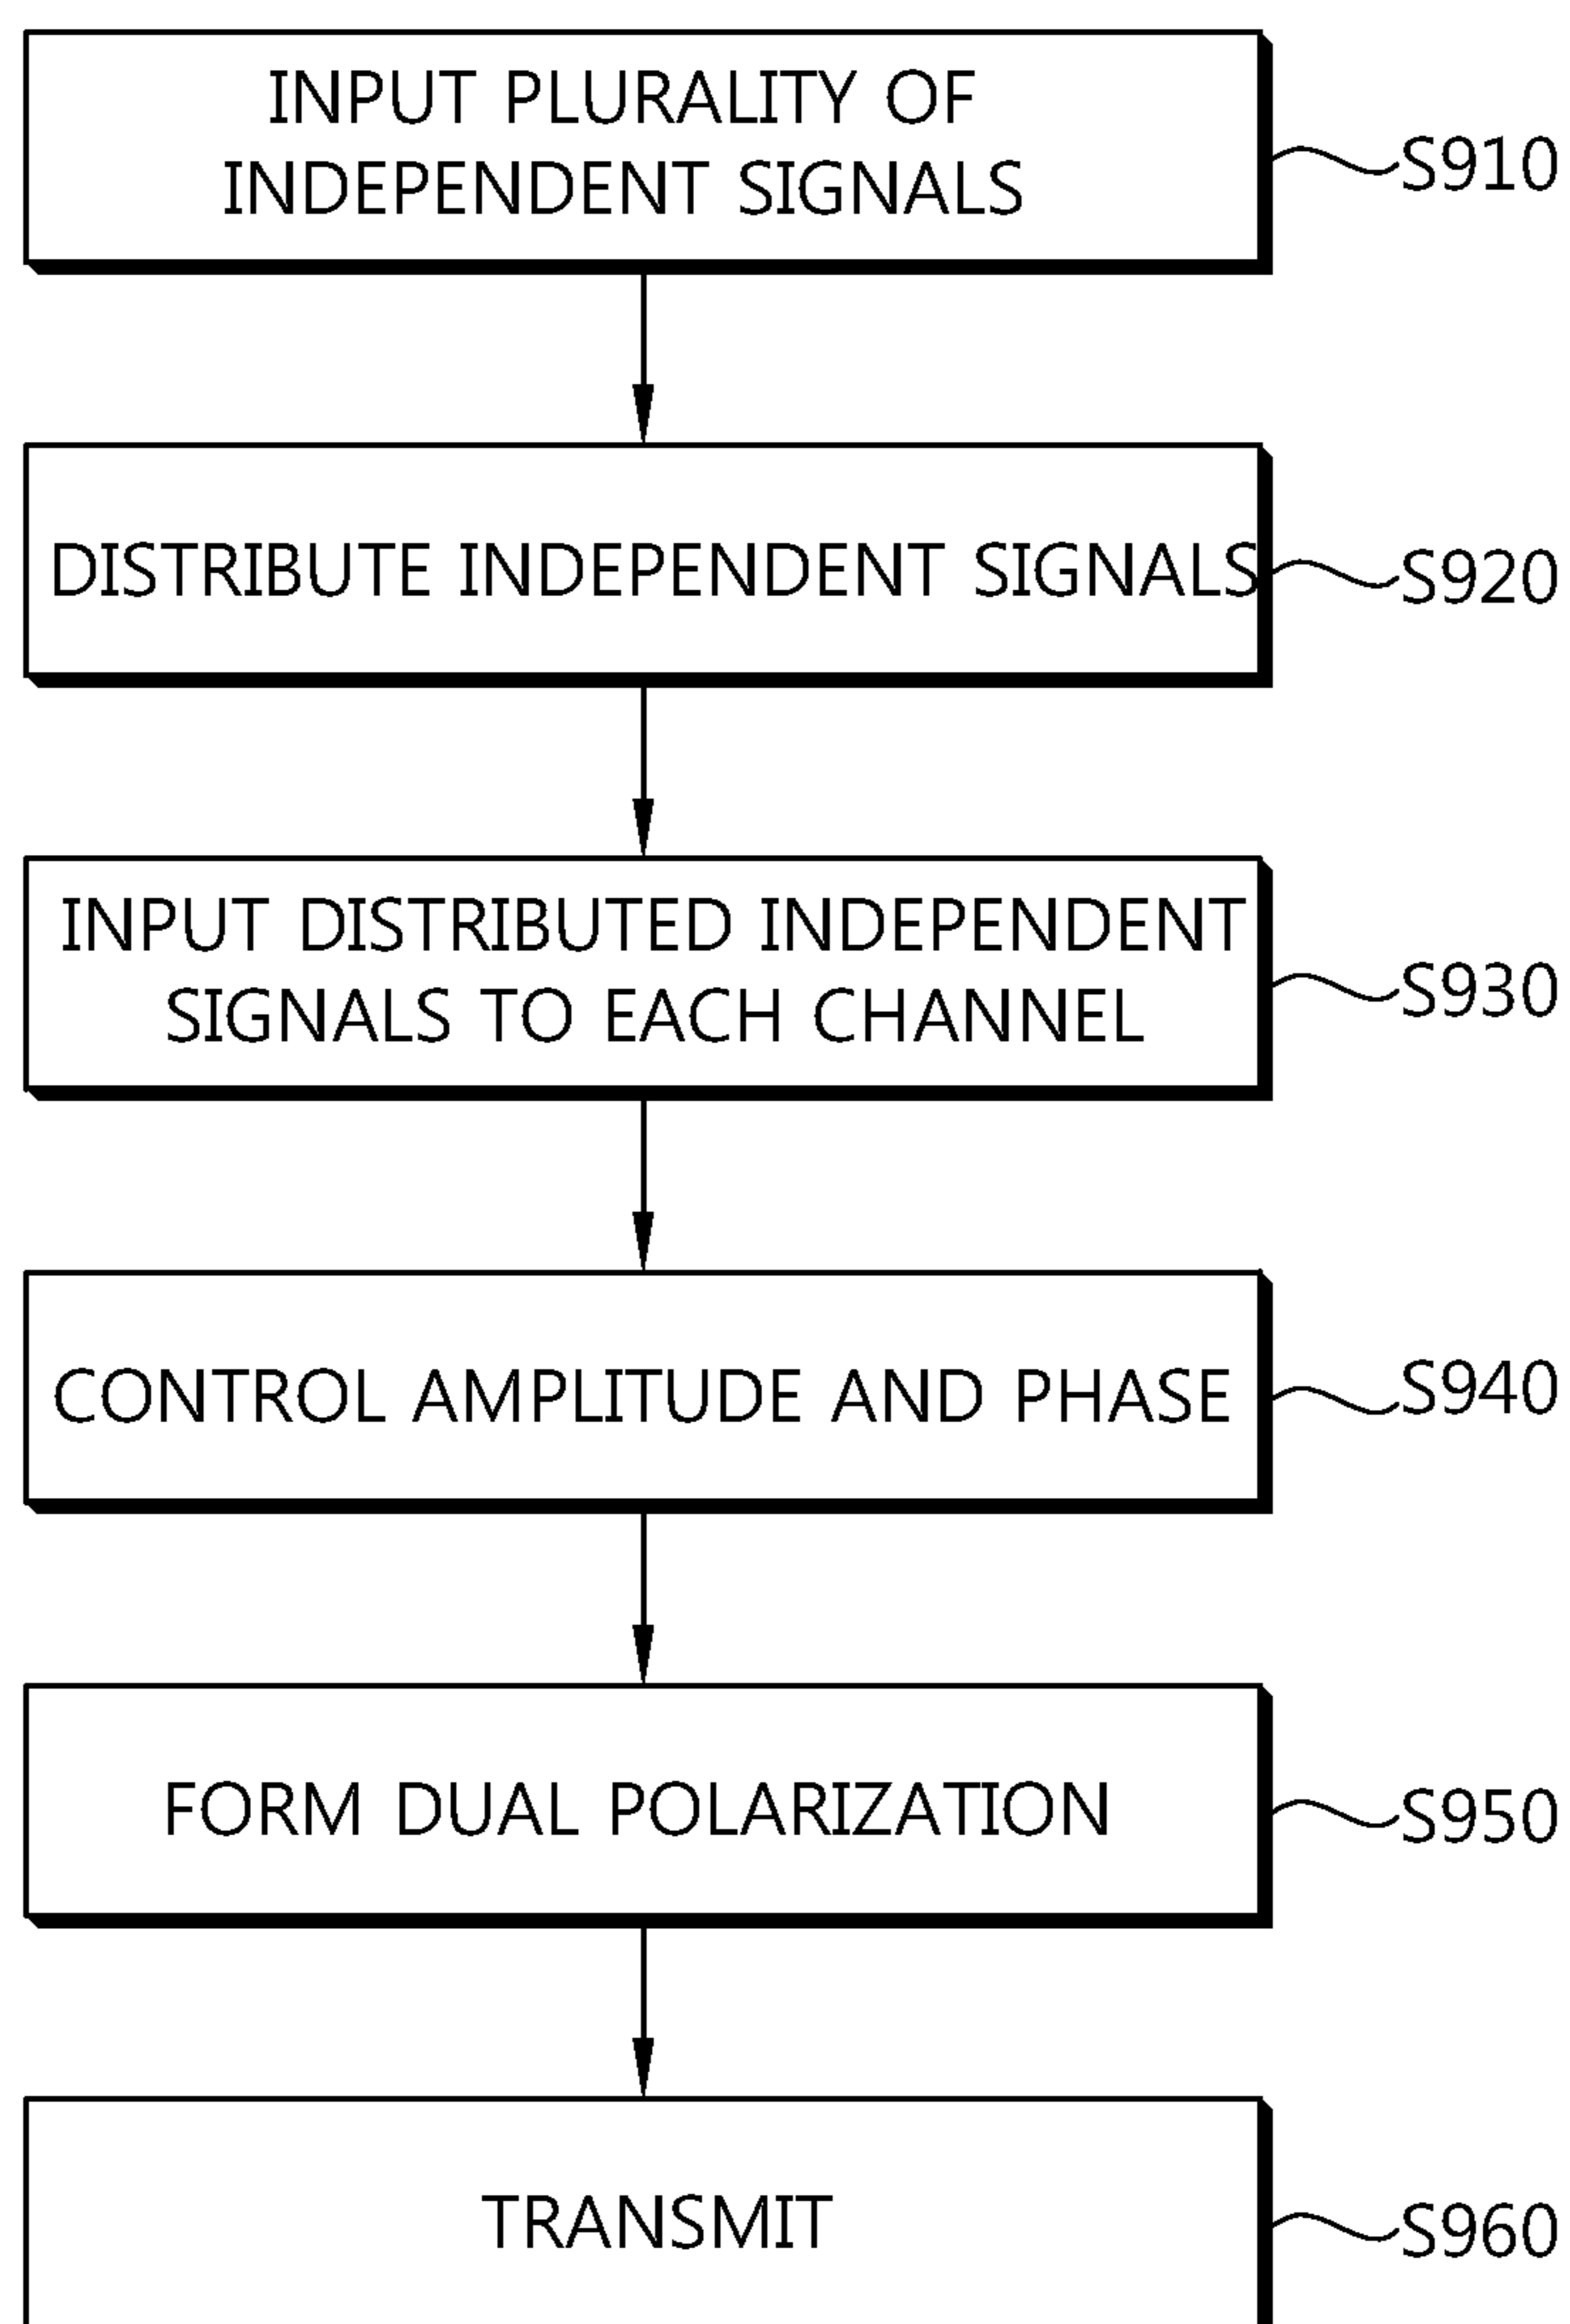 INPUT PLURALITY OF
INDEPENDENT SIGNALS
S910
DISTRIBUTE INDEPENDENT SIGNALS
S920
INPUT DISTRIBUTED INDEPENDENT
SIGNALS TO EACH CHANNEL
S930
CONTROL AMPLITUDE AND PHASE
S940
FORM DUAL POLARIZATION
S950
TRANSMIT
S960